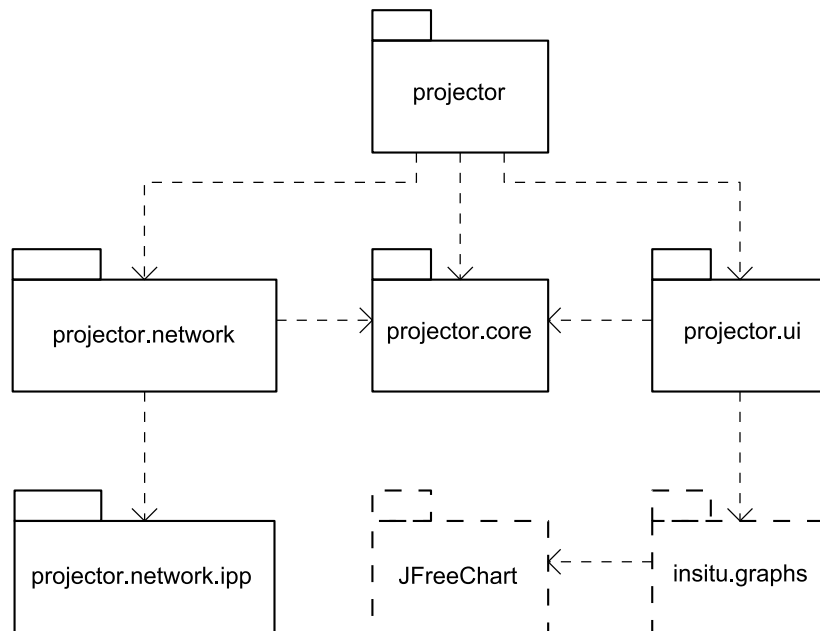 projector
projector.network
projector.core
projector.ui
projector.network.ipp
JFreeChart
insitu.graphs